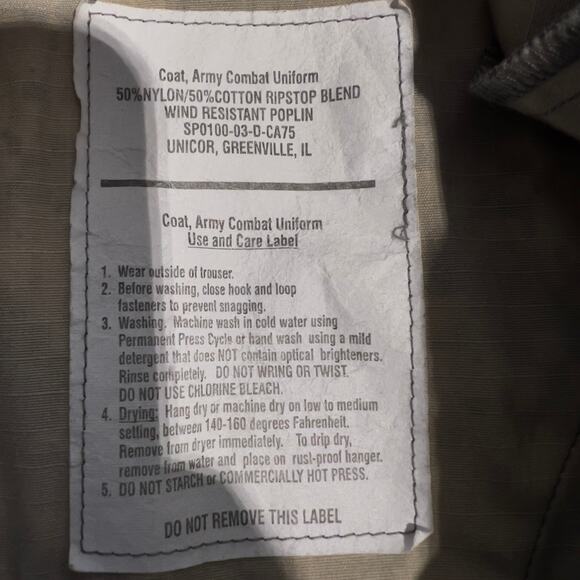 Coat, Army Combat Uniform
50%NYLON/50%COTTON RIPSTOP BLEND
WIND RESISTANT POPLIN
SP0100-03-D-CA75
UNICOR, GREENVILLE, IL
Coat, Army Combat Uniform
Use and Care Label
1. Wear outside of trouser.
2. Before washing, close hook and loop
fasteners to prevent snagging.
3. Washing. Machine wash in cold water using
Permanent Press Cycle or hand wash using a mild
detergent that does NOT contain optical brighteners.
Rinse completely. DO NOT WRING OR TWIST.
DO NOT USE CHLORINE BLEACH.
4. Drying: Hang dry or machine dry on low to medium
setting, between 140-160 degrees Fahrenheit.
Remove from dryer immediately. To drip dry,
remove from water and place on rust-proof hanger.
5. DO NOT STARCH or COMMERCIALLY HOT PRESS.
DO NOT REMOVE THIS LABEL